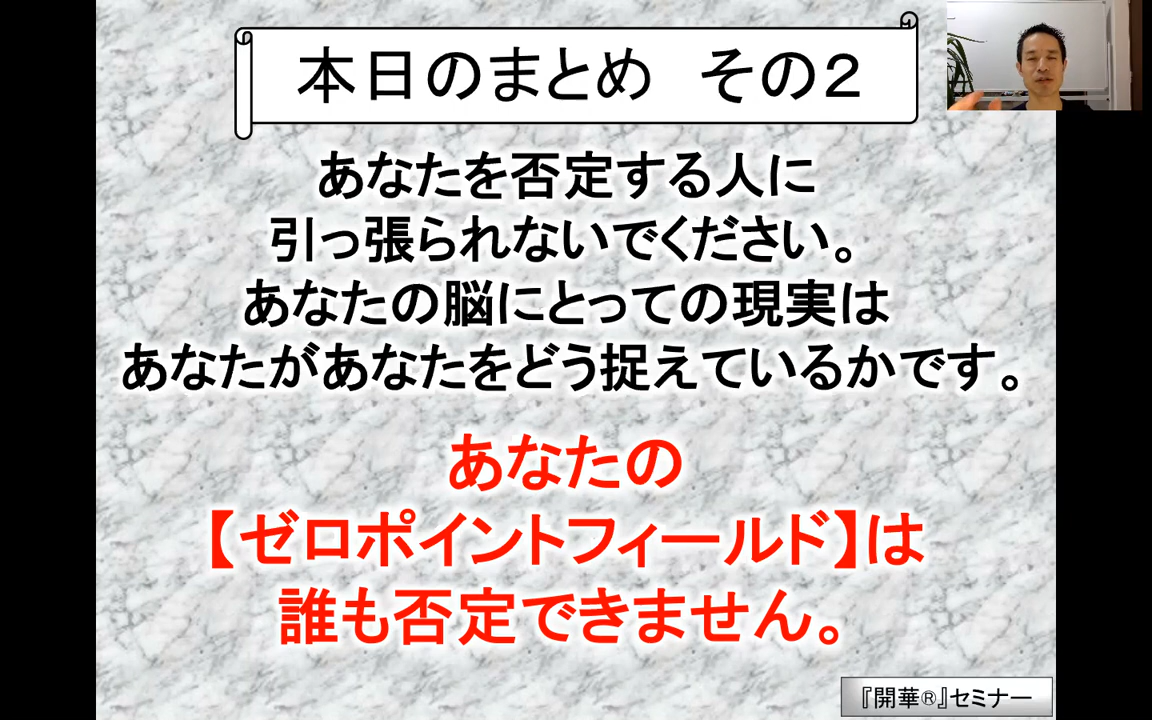 本日のまとめ　その２
あなたを否定する人に
引っ張られないでください。
あなたの脳にとっての現実は
あなたがあなたをどう捉えているかです。
あなたの
【ゼロポイントフィールド】は
誰も否定できません。
『開華®』セミナー